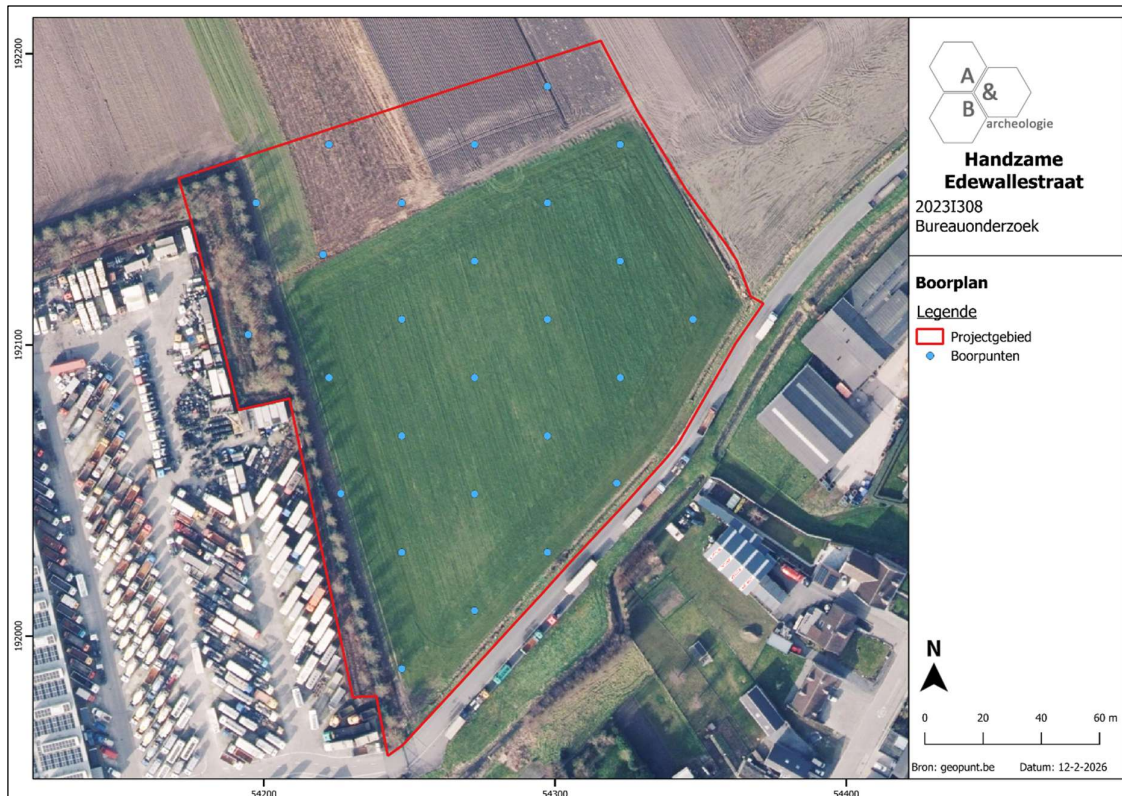 192200
192100
192000
54200
54300
54400
A
&
B
archeologie
Handzame
Edewallestraat
2023I308
Bureauonderzoek
Boorplan
Legende
Projectgebied
Boorpunten
N
0 20 40 60 m
Bron: geopunt.be Datum: 12-2-2026